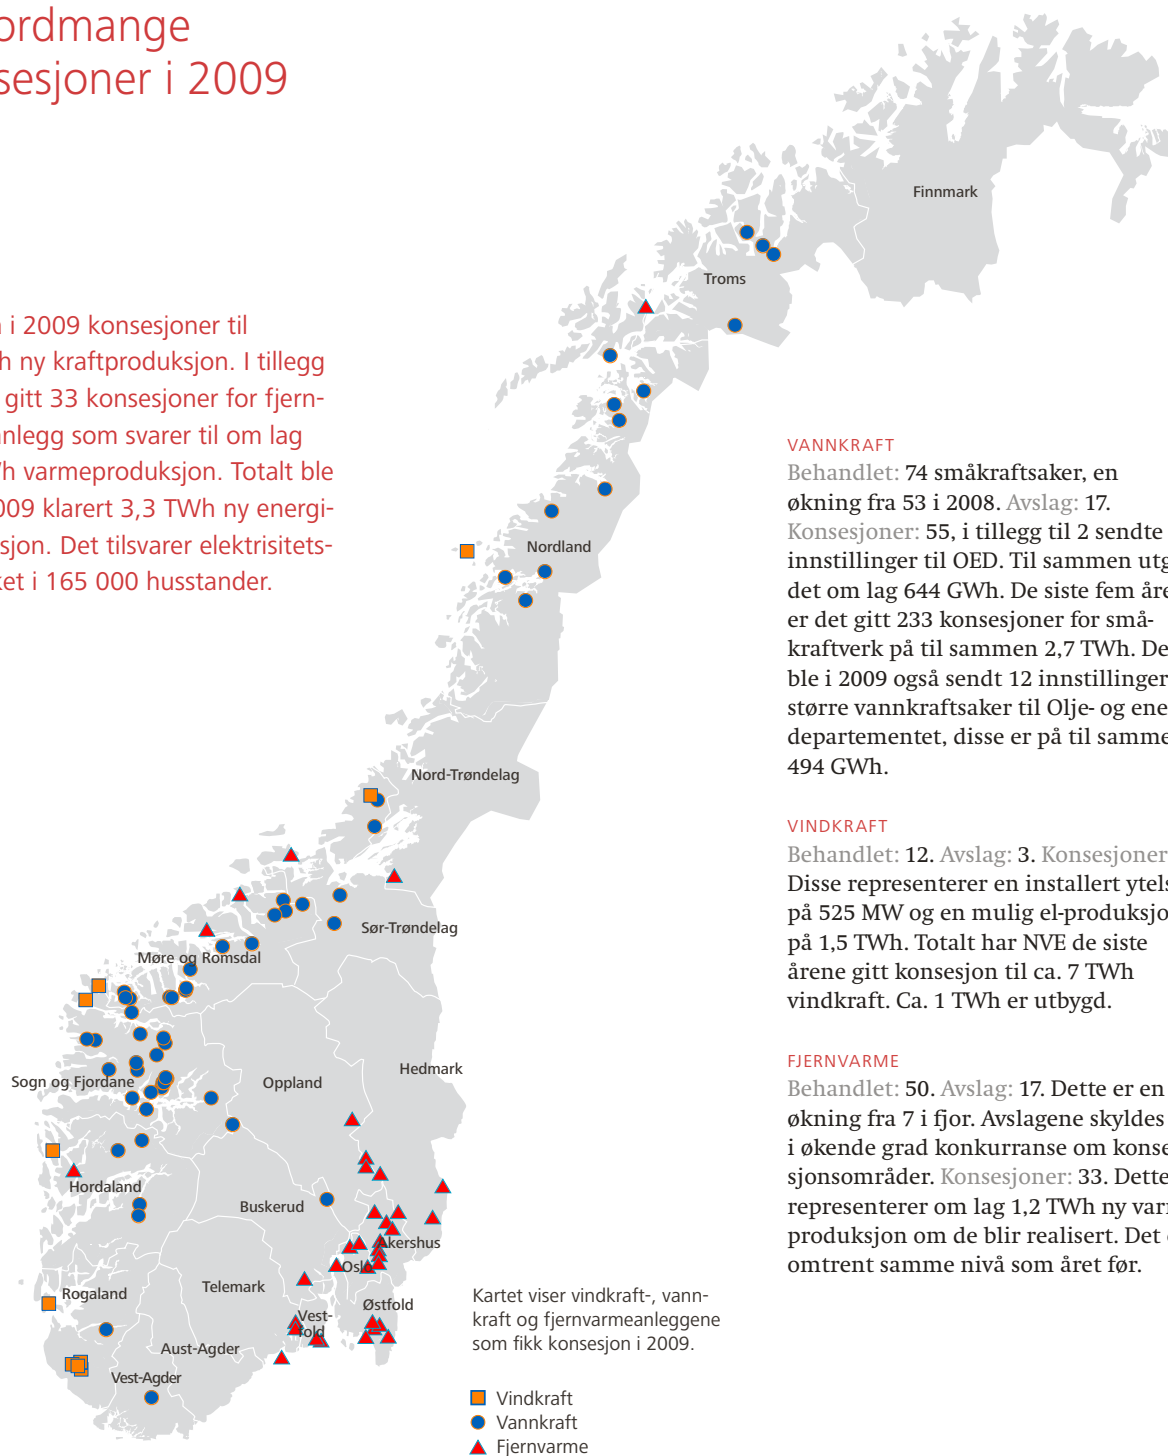 ordmange
sesjoner i 2009
i 2009 konsesjoner til
h ny kraftproduksjon. I tillegg
gitt 33 konsesjoner for fjern-
nlegg som svarer til om lag
h varmeproduksjon. Totalt ble
009 klarert 3,3 TWh ny energi-
sjon. Det tilsvarer elektrisitets-
ket i 165 000 husstander.
Finnmark
Troms
Nordland
Nord-Trøndelag
Sør-Trøndelag
Møre og Romsdal
Hedmark
Oppland
Sogn og Fjordane
Hordaland
Buskerud
Akershus
Oslo
Telemark
Rogaland
Østfold
Vest-
fold
Aust-Agder
Vest-Agder
VANNKRAFT
Behandlet: 74 småkraftsaker, en
økning fra 53 i 2008. Avslag: 17.
Konsesjoner: 55, i tillegg til 2 sendte
innstillinger til OED. Til sammen utg
det om lag 644 GWh. De siste fem åre
er det gitt 233 konsesjoner for små-
kraftverk på til sammen 2,7 TWh. De
ble i 2009 også sendt 12 innstillinger
større vannkraftsaker til Olje- og ene
departementet, disse er på til samme
494 GWh.
VINDKRAFT
Behandlet: 12. Avslag: 3. Konsesjoner
Disse representerer en installert ytels
på 525 MW og en mulig el-produksjo
på 1,5 TWh. Totalt har NVE de siste
årene gitt konsesjon til ca. 7 TWh
vindkraft. Ca. 1 TWh er utbygd.
FJERNVARME
Behandlet: 50. Avslag: 17. Dette er en
økning fra 7 i fjor. Avslagene skyldes
i økende grad konkurranse om konse
sjonsområder. Konsesjoner: 33. Dette
representerer om lag 1,2 TWh ny varm
produksjon om de blir realisert. Det e
omtrent samme nivå som året før.
Kartet viser vindkraft-, vann-
kraft og fjernvarmeanleggene
som fikk konsesjon i 2009.
Vindkraft
Vannkraft
Fjernvarme